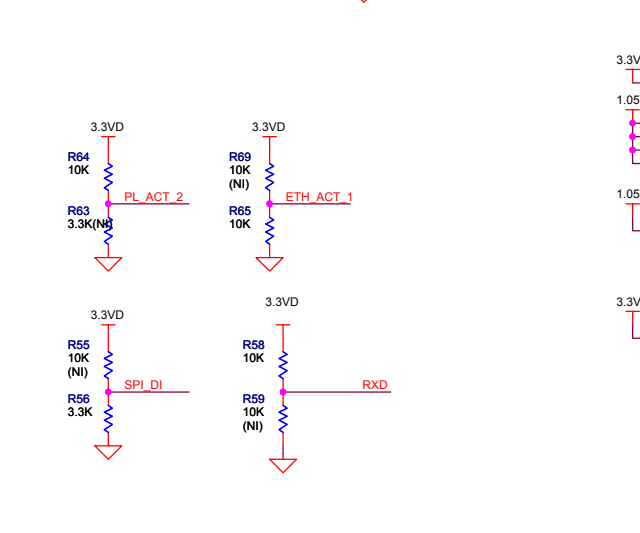 3.3V
1.05
3.3VD
R64
10K
PL_ACT_2
R63
3.3K(NI)
3.3VD
R69
10K
(NI)
ETH_ACT_1
R65
10K
1.05
3.3VD
R55
10K
(NI)
SPI_DI
R56
3.3K
3.3VD
R58
10K
RXD
R59
10K
(NI)
3.3V